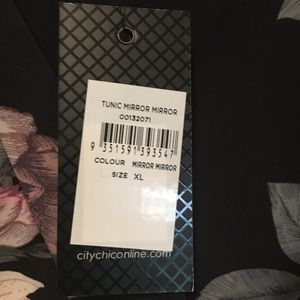 TUNIC MIRROR MIRROR
00132071
9 351591 393547
COLOUR MIRROR MIRROR
SIZE XL
citychiconline.com